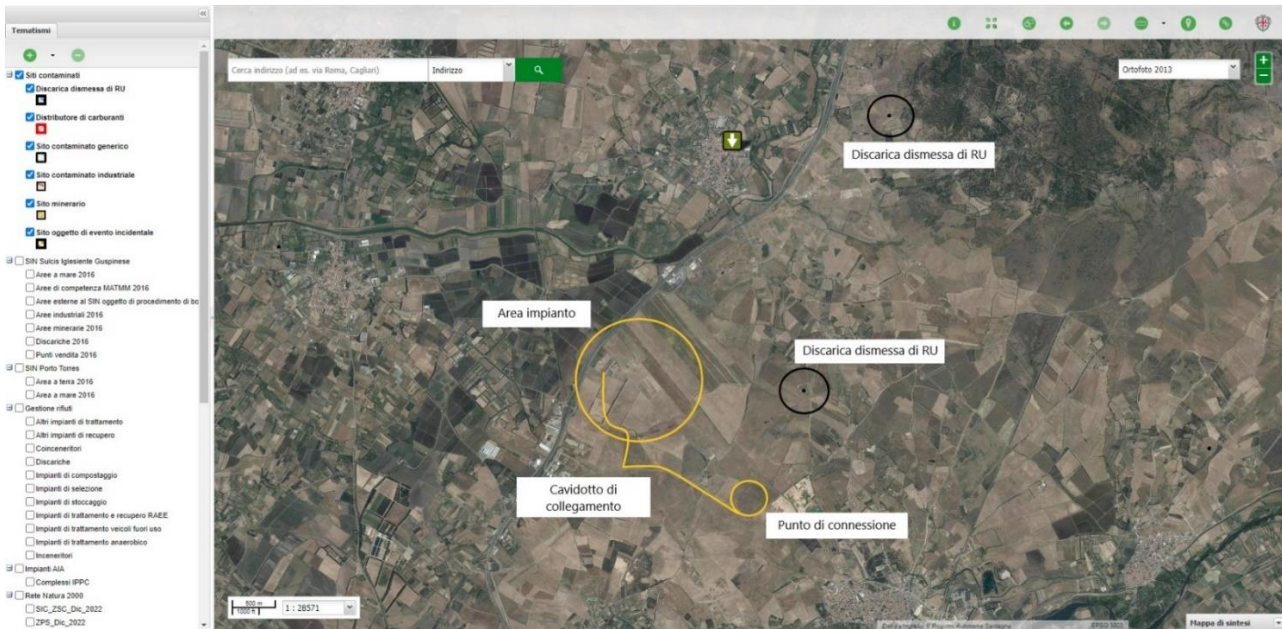 Tematismi
Siti contaminati
Discarica dismessa di RU
Distributore di carburanti
Sito contaminato generico
Sito contaminato industriale
Sito minerario
Sito oggetto di evento incidentale
SIN Sulcis Iglesiente Guspinese
Aree a mare 2016
Aree di competenza MATMM 2016
Aree esterne al SIN oggetto di procedimento di bo
Aree industriali 2016
Aree minerarie 2016
Discariche 2016
Punti vendita 2016
SIN Porto Torres
Area a terra 2016
Area a mare 2016
Gestione rifiuti
Altri impianti di trattamento
Altri impianti di recupero
Coinceneritori
Discariche
Impianti di compostaggio
Impianti di selezione
Impianti di stoccaggio
Impianti di trattamento e recupero RAEE
Impianti di trattamento veicoli fuori uso
Impianti di trattamento anaerobico
Inceneritori
Impianti AIA
Complessi IPPC
Rete Natura 2000
SIC_ZSC_Dic_2022
ZPS_Dic_2022
Cerca indirizzo (ad es. via Roma, Cagliari)
Indirizzo
Ortofoto 2013
Discarica dismessa di RU
Area impianto
Discarica dismessa di RU
Cavidotto di
collegamento
Punto di connessione
500 m
1000 ft
1 : 28571
Mappa di sintesi